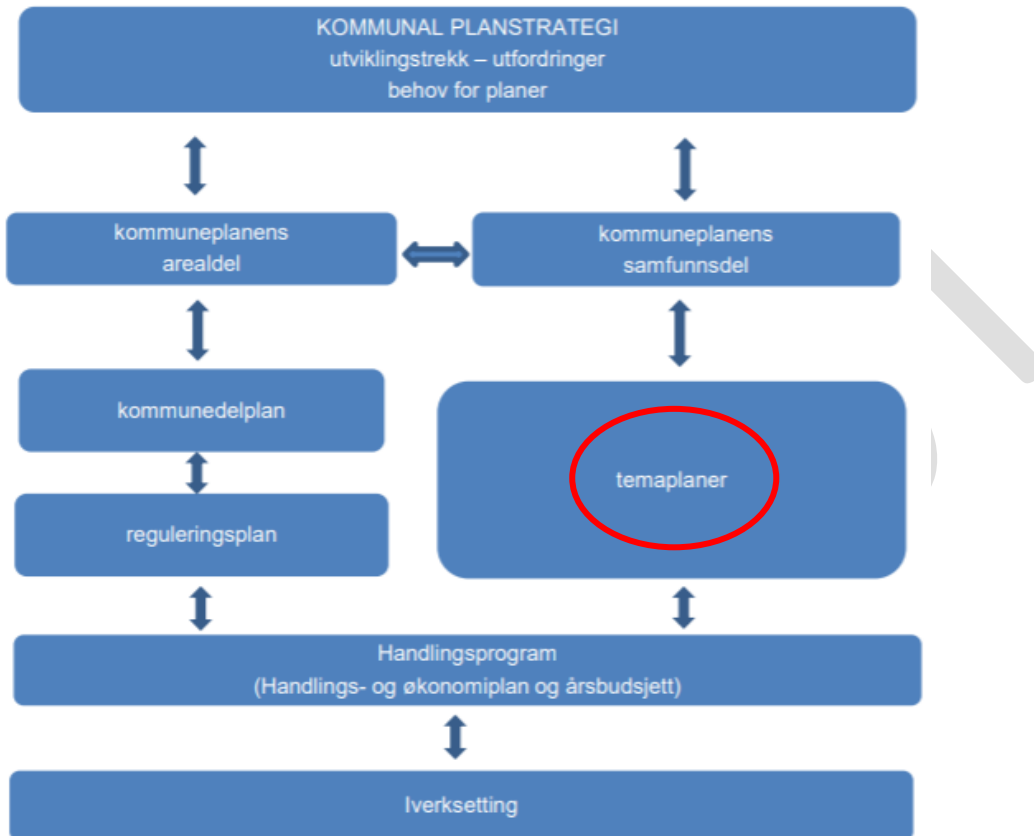 KOMMUNAL PLANSTRATEGI
utviklingstrekk – utfordringer
behov for planer
kommuneplanens
arealdel
kommuneplanens
samfunnsdel
kommunedelplan
temaplaner
reguleringsplan
Handlingsprogram
(Handlings- og økonomiplan og årsbudsjett)
Iverksetting